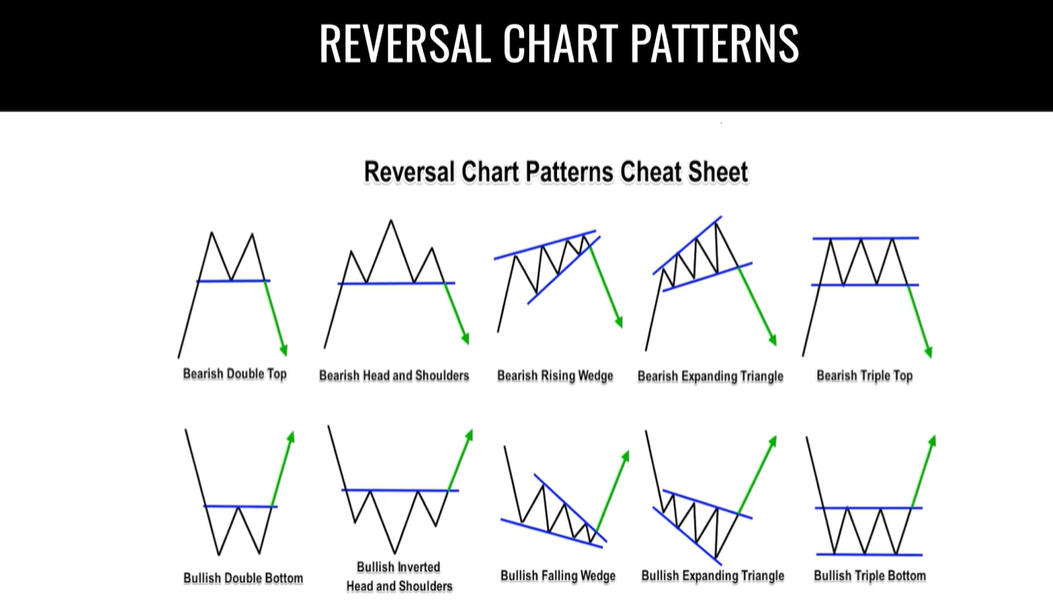 REVERSAL CHART PATTERNS
Reversal Chart Patterns Cheat Sheet
Bearish Double Top
Bearish Head and Shoulders
Bearish Rising Wedge
Bearish Expanding Triangle
Bearish Triple Top
Bullish Double Bottom
Bullish Inverted
Head and Shoulders
Bullish Falling Wedge
Bullish Expanding Triangle
Bullish Triple Bottom